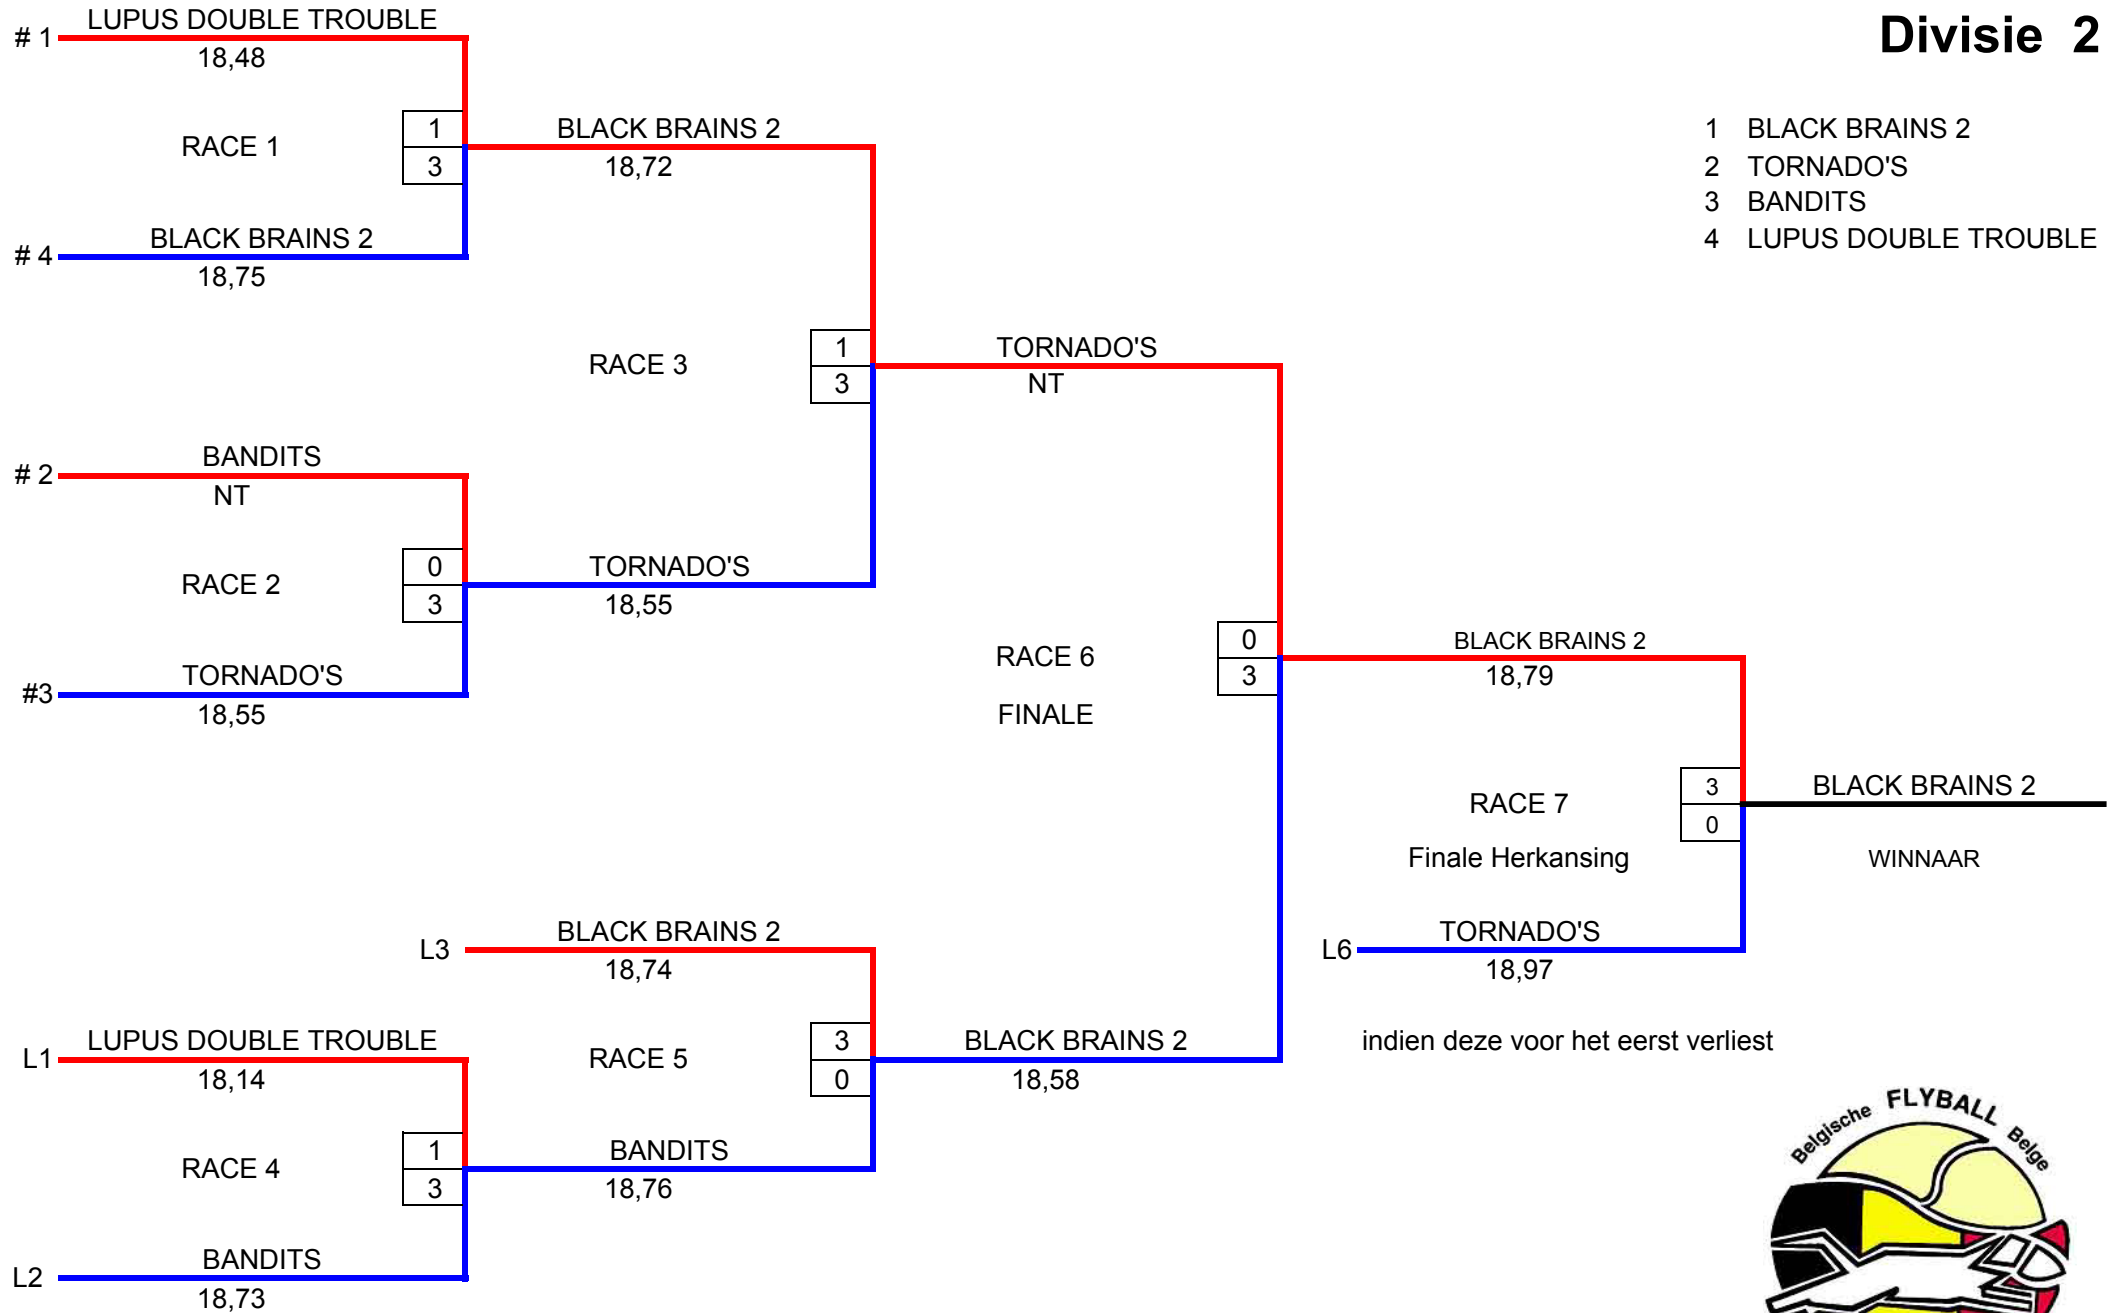 LUPUS DOUBLE TROUBLE
# 1
18,48
Divisie 2
1 BLACK BRAINS 2
2 TORNADO'S
3 BANDITS
4 LUPUS DOUBLE TROUBLE
RACE 1
1
3
BLACK BRAINS 2
18,72
BLACK BRAINS 2
# 4
18,75
RACE 3
1
3
TORNADO'S
NT
BANDITS
# 2
NT
RACE 2
0
3
TORNADO'S
18,55
TORNADO'S
#3
18,55
RACE 6
FINALE
0
3
BLACK BRAINS 2
18,79
RACE 7
Finale Herkansing
3
0
BLACK BRAINS 2
WINNAAR
L3
BLACK BRAINS 2
18,74
L6
TORNADO'S
18,97
indien deze voor het eerst verliest
LUPUS DOUBLE TROUBLE
L1
18,14
RACE 5
3
0
BLACK BRAINS 2
18,58
RACE 4
1
3
BANDITS
18,76
BANDITS
L2
18,73
Belgische FLYBALL Belge